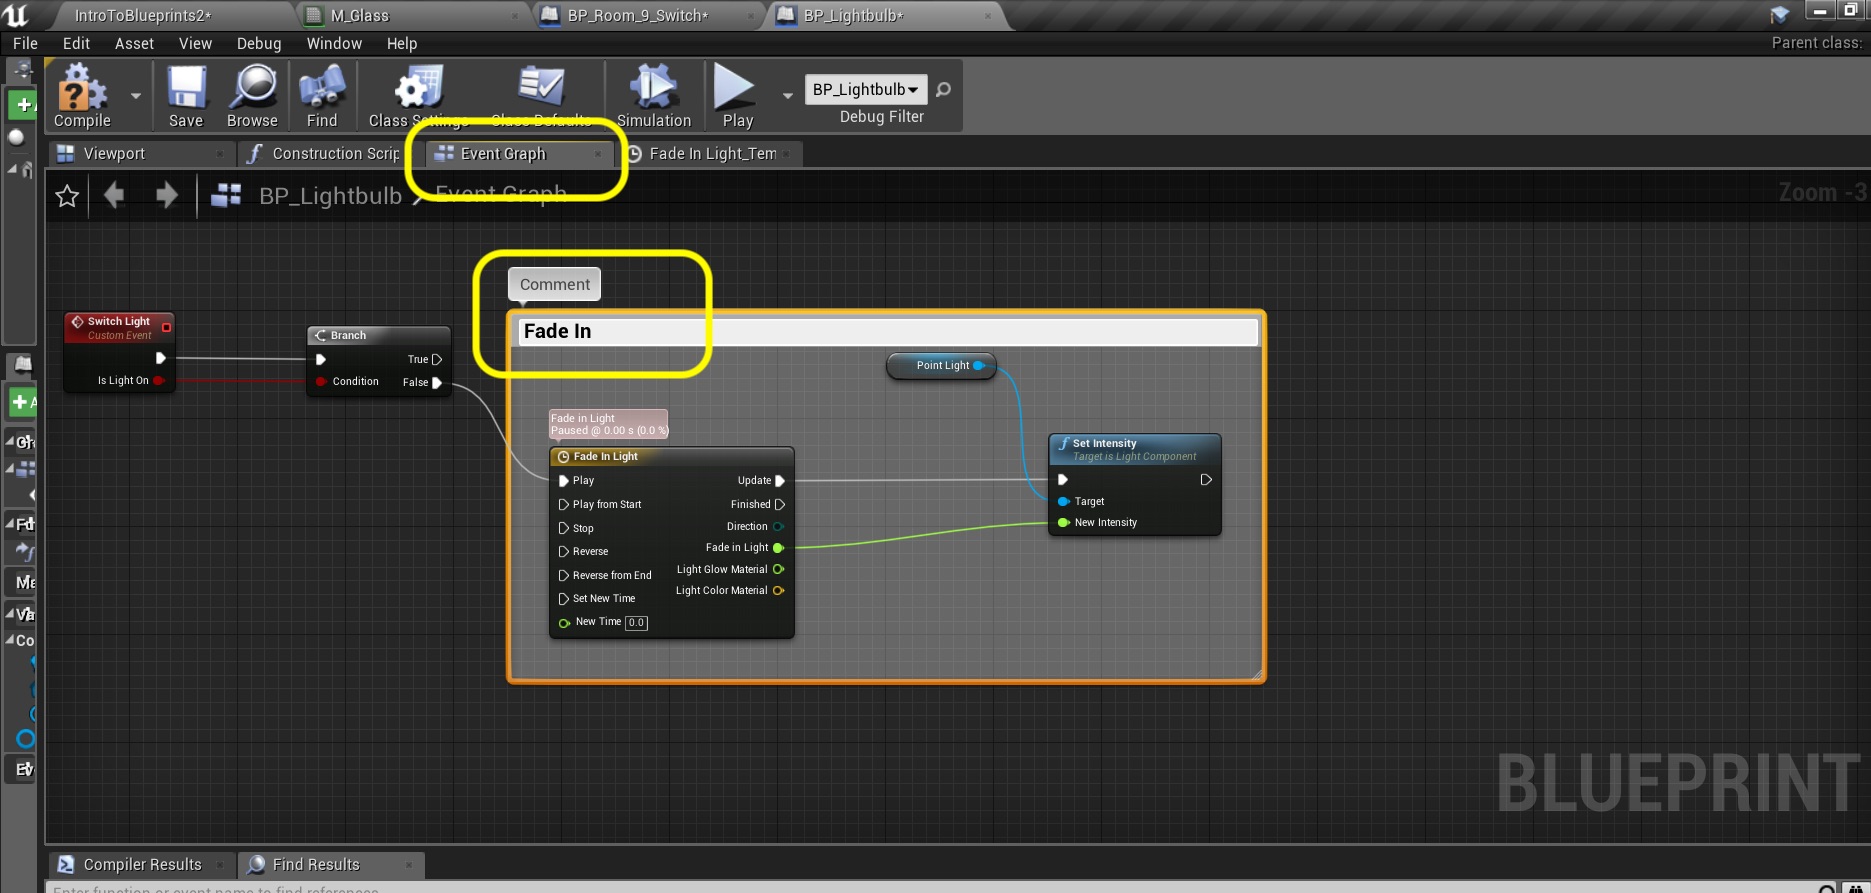 IntroToBlueprints2*
M_Glass
BP_Room_9_Switch*
BP_Lightbulb*
File Edit Asset View Debug Window Help
Parent class:
Compile
Save
Browse
Find
Class Settings
Class Defaults
Simulation
Play
BP_Lightbulb
Debug Filter
Viewport
Construction Scrip
Event Graph
Fade In Light_Tem
BP_Lightbulb
Event Graph
Zoom -3
Comment
Fade In
Switch Light
Custom Event
Is Light On
Branch
True
Condition
False
Point Light
Fade in Light
Paused @ 0.00 s (0.0 %)
Fade In Light
Play
Update
Play from Start
Finished
Stop
Direction
Reverse
Fade in Light
Reverse from End
Light Glow Material
Set New Time
Light Color Material
New Time 0.0
Set Intensity
Target is Light Component
Target
New Intensity
Co
BLUEPRINT
Compiler Results
Find Results
Enter function or event name to find references